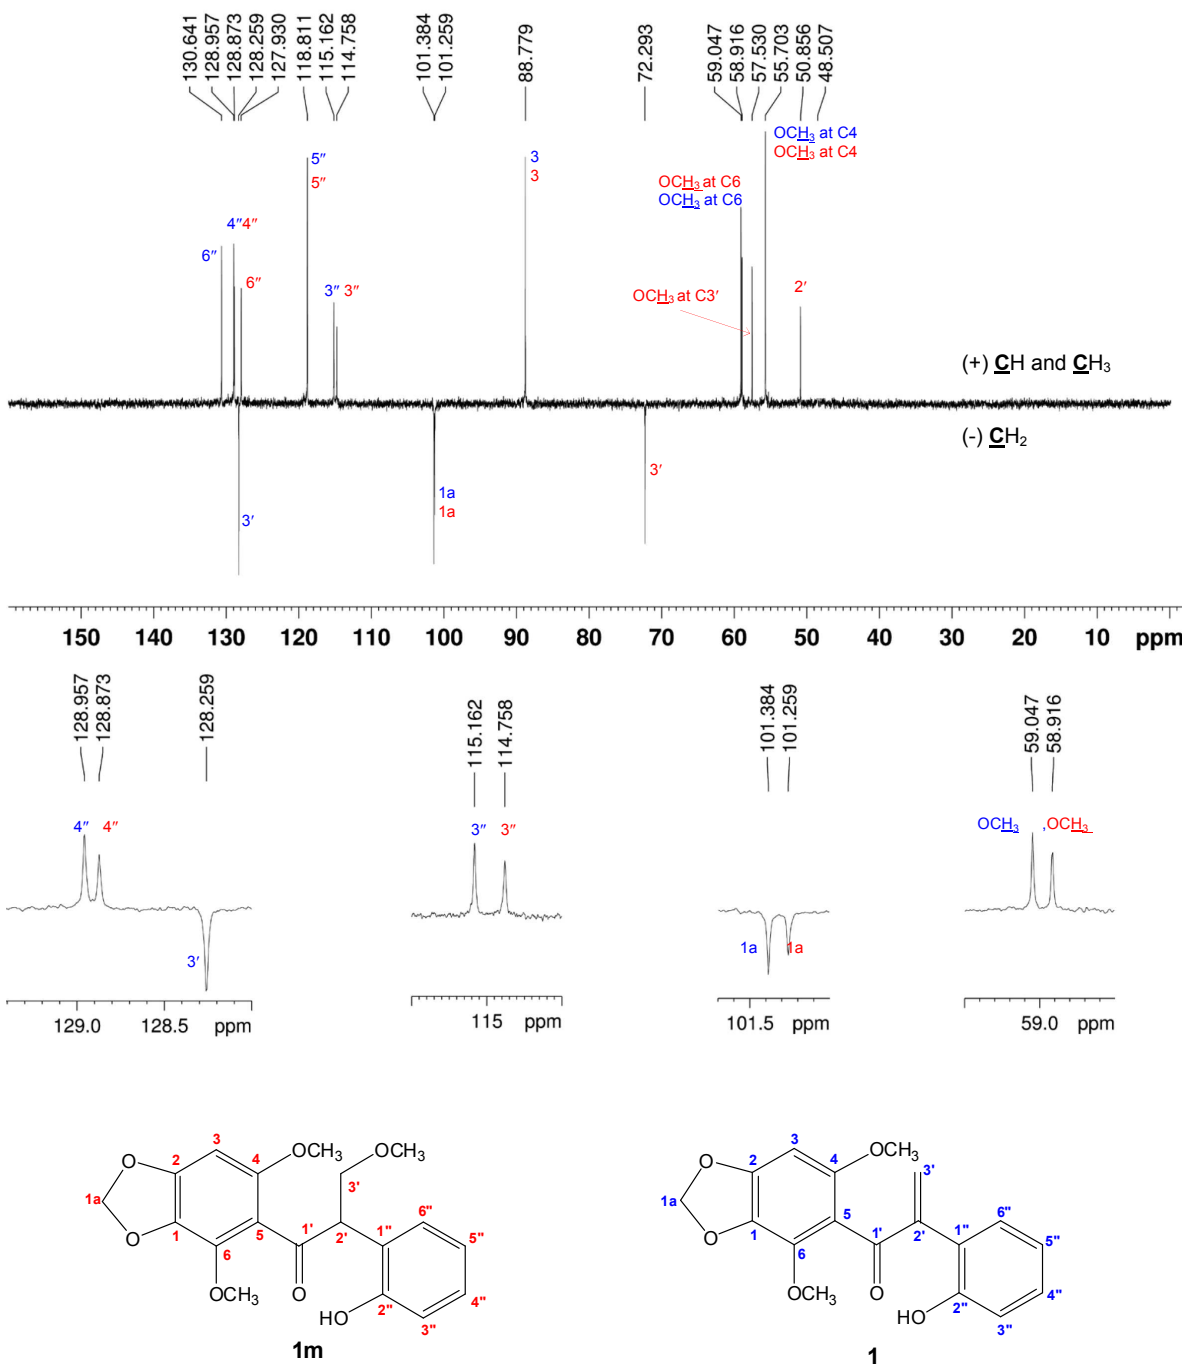 130.641
128.957
128.873
128.259
127.930
118.811
115.162
114.758
101.384
101.259
88.779
72.293
59.047
58.916
57.530
55.703
50.856
48.507
OCH3 at C4
OCH3 at C4
5″
5″
3
3
OCH3 at C6
OCH3 at C6
4″4″
6″
6″
3″ 3″
OCH3 at C3′
2′
(+) CH and CH3
(-) CH2
3′
1a
1a
3′
150 140 130 120 110 100 90 80 70 60 50 40 30 20 10 ppm
128.957
128.873
128.259
115.162
114.758
101.384
101.259
59.047
58.916
4″ 4″
3″ 3″
OCH3 ,OCH3
3′
1a 1a
129.0 128.5 ppm
115 ppm
101.5 ppm
59.0 ppm
3
OCH3
OCH3
O
2
4
3'
1a
6"
O
1
5
1'
2'
1"
5"
6
OCH3
O
HO
2"
4"
3"
1m
3
OCH3
3'
O
2
4
1a
6"
O
1
5
1'
2'
1"
5"
6
OCH3
O
HO
2"
4"
3"
1